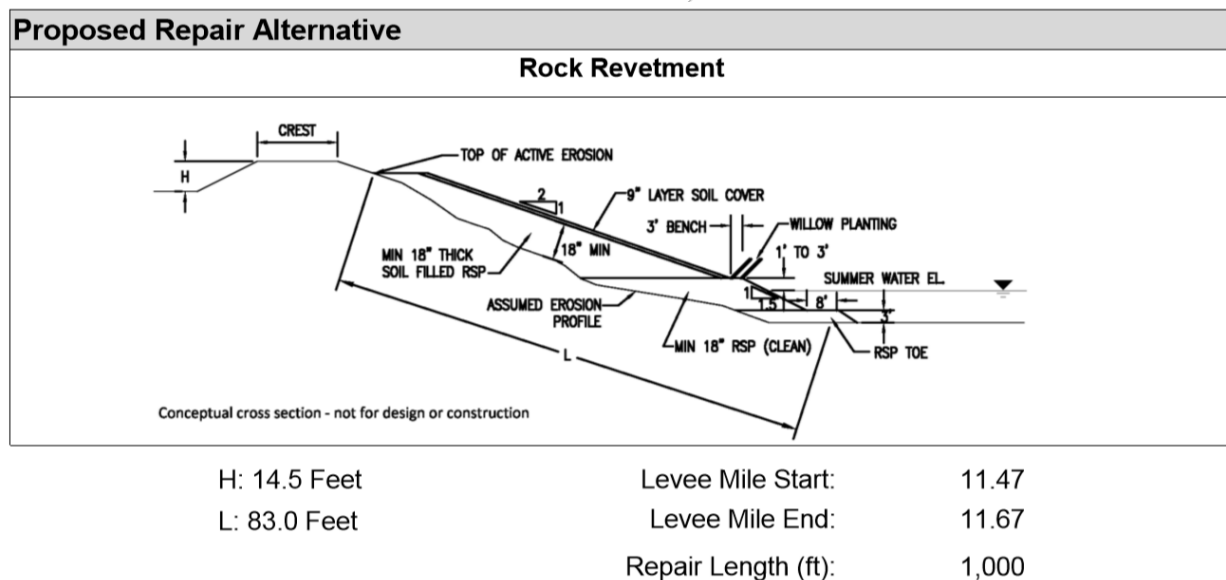 Proposed Repair Alternative
Rock Revetment
CREST
H
TOP OF ACTIVE EROSION
2
1
9" LAYER SOIL COVER
3' BENCH
WILLOW PLANTING
1' TO 3'
MIN 18" THICK
SOIL FILLED RSP
18" MIN
SUMMER WATER EL.
ASSUMED EROSION
PROFILE
1
1.5
8'
3'
MIN 18" RSP (CLEAN)
RSP TOE
L
Conceptual cross section - not for design or construction
H: 14.5 Feet Levee Mile Start: 11.47
L: 83.0 Feet Levee Mile End: 11.67
Repair Length (ft): 1,000